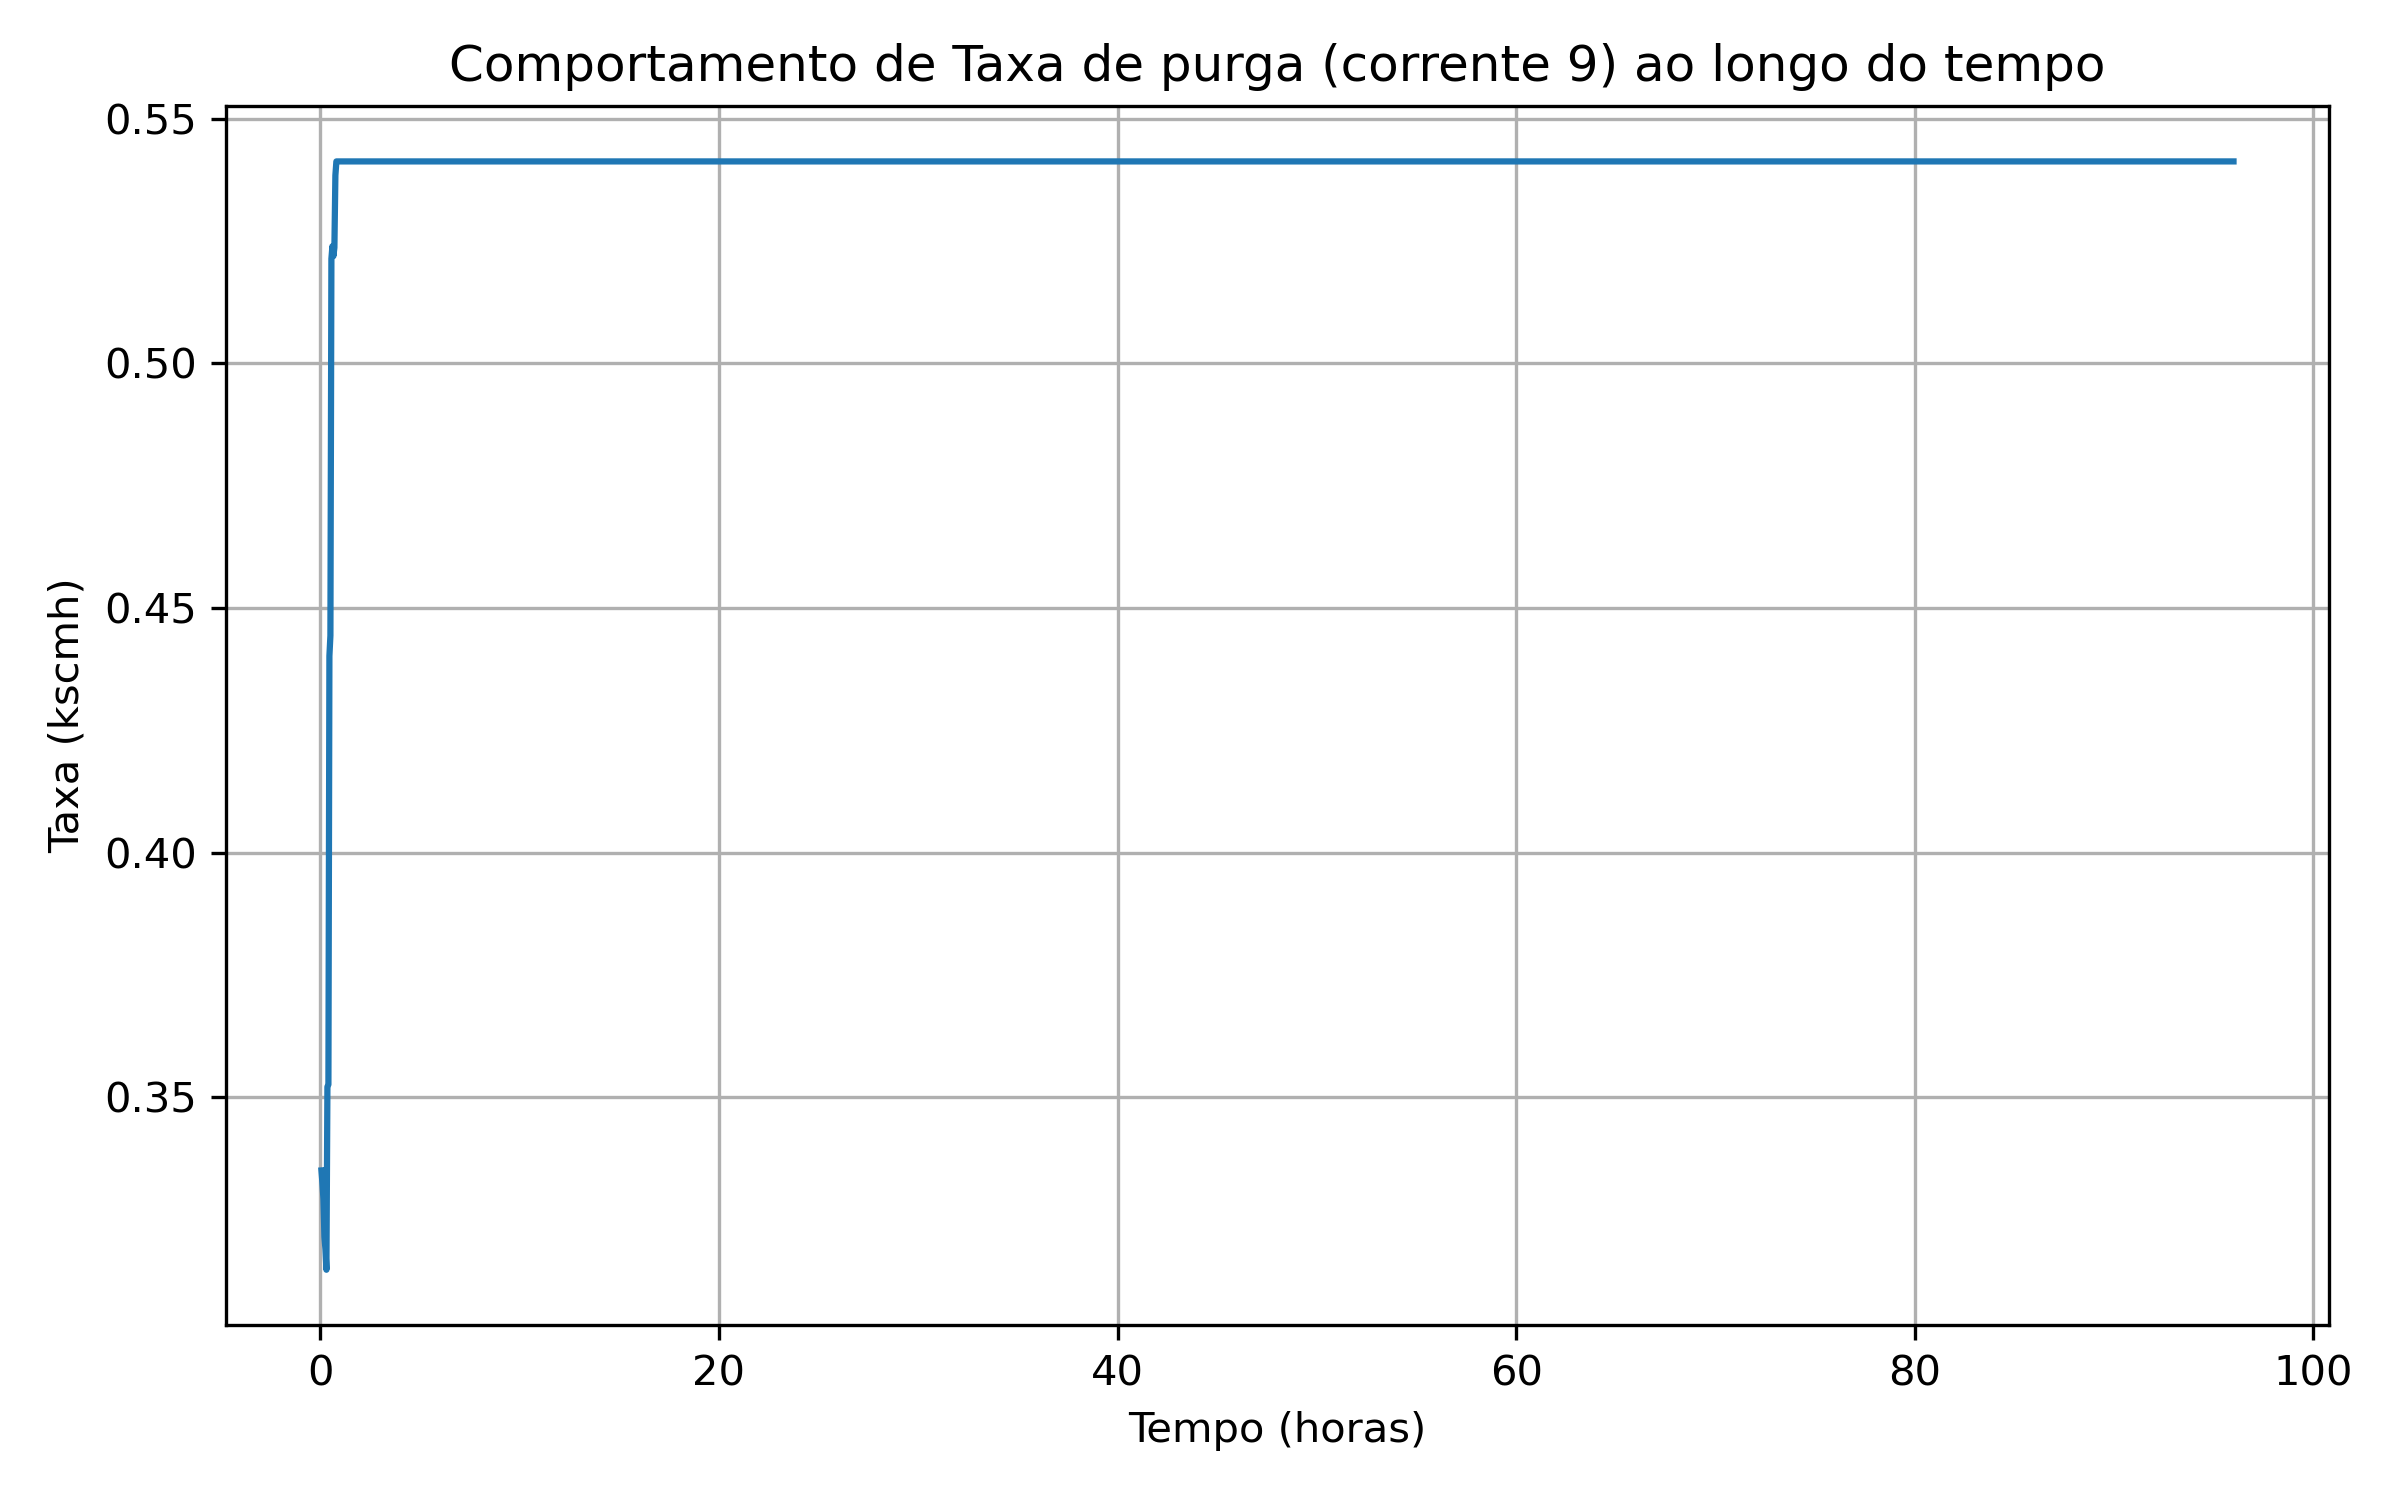 Comportamento de Taxa de purga (corrente 9) ao longo do tempo
0.55
0.50
0.45
0.40
0.35
Taxa (kscmh)
0 20 40 60 80 100
Tempo (horas)